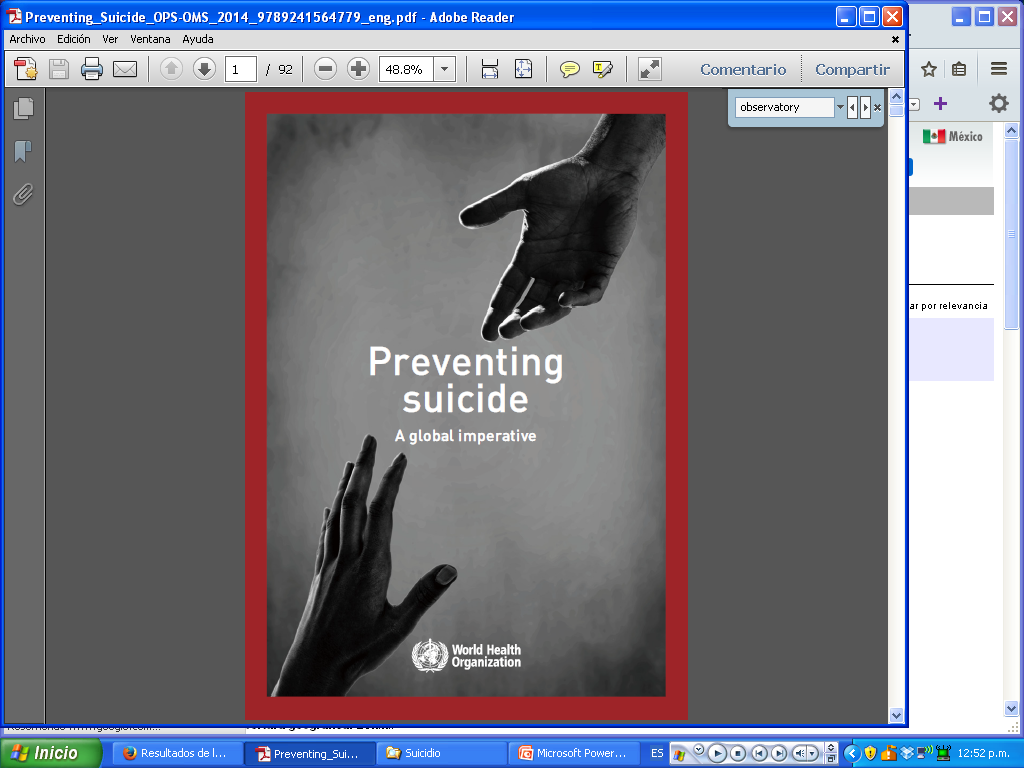 Preventing_Suicide_OPS-OMS_2014_9789241564779_eng.pdf - Adobe Reader
Archivo Edición Ver Ventana Ayuda
1 / 92 48.8% Comentario Compartir
observatory
México
ar por relevancia
Preventing
suicide
A global imperative
World Health
Organization
Inicio Resultados de l... Preventing_Sui... Suicidio Microsoft Power... ES 12:52 p.m.